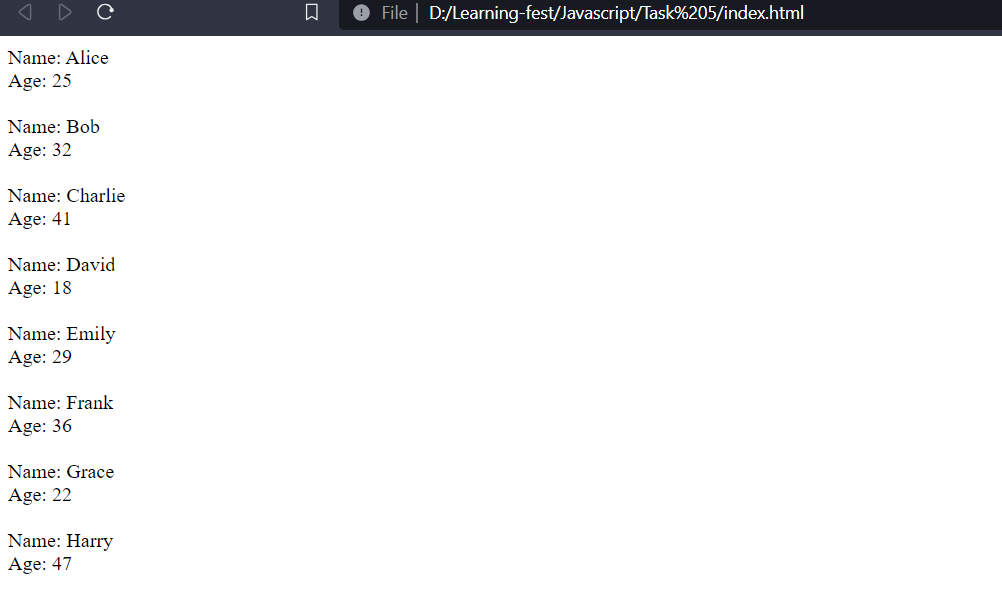 File | D:/Learning-fest/Javascript/Task%205/index.html
Name: Alice
Age: 25
Name: Bob
Age: 32
Name: Charlie
Age: 41
Name: David
Age: 18
Name: Emily
Age: 29
Name: Frank
Age: 36
Name: Grace
Age: 22
Name: Harry
Age: 47